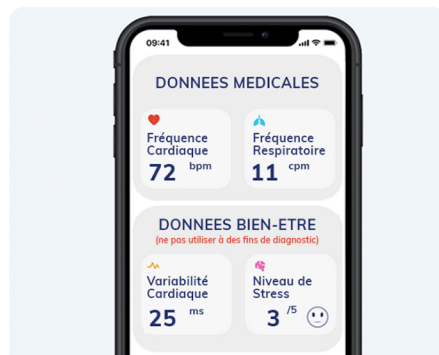 09:41
DONNEES MEDICALES
Fréquence
Cardiaque
72 bpm
Fréquence
Respiratoire
11 cpm
DONNEES BIEN-ETRE
(ne pas utiliser à des fins de diagnostic)
Variabilité
Cardiaque
25 ms
Niveau de
Stress
3 /5